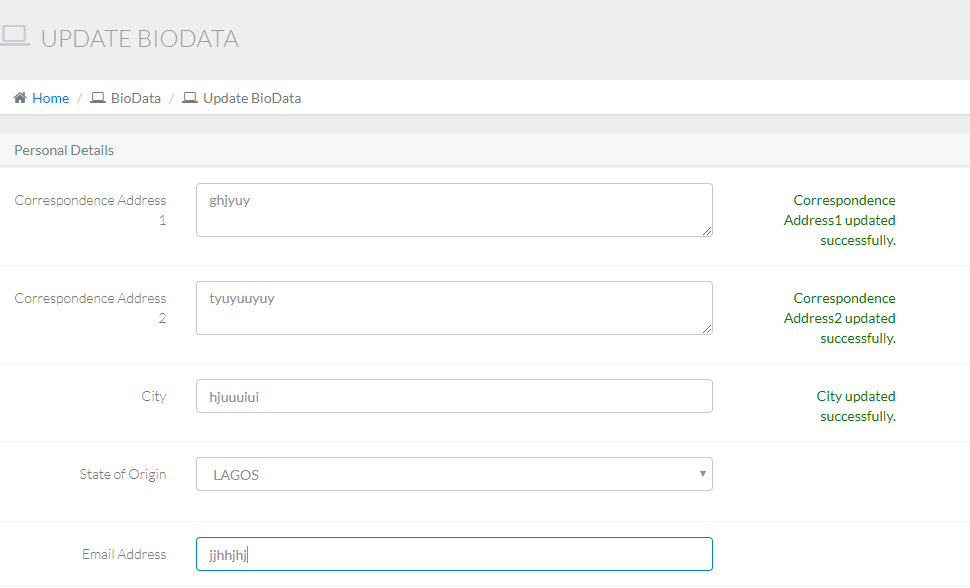 UPDATE BIODATA
Home / BioData / Update BioData
Personal Details
Correspondence Address
1
ghjyuy
Correspondence
Address1 updated
successfully.
Correspondence Address
2
tyuyuuyuy
Correspondence
Address2 updated
successfully.
City
hjuuuiui
City updated
successfully.
State of Origin
LAGOS
Email Address
jjhhjhj